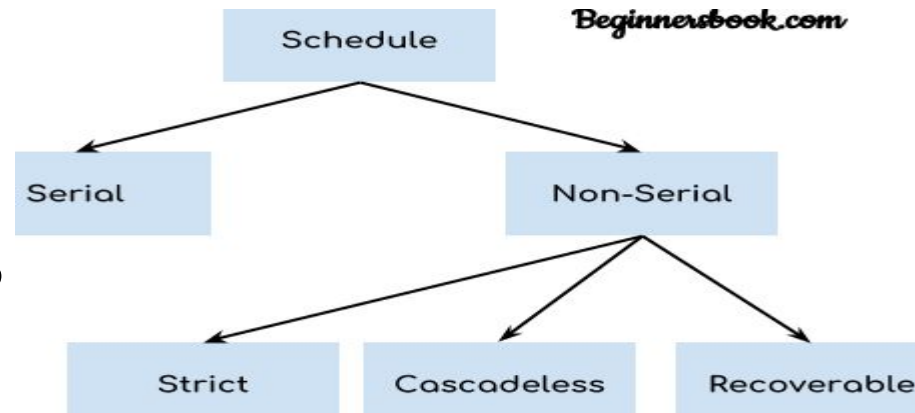 Beginnersbook.com
Schedule
Serial
Non-Serial
)
Strict
Cascadeless
Recoverable